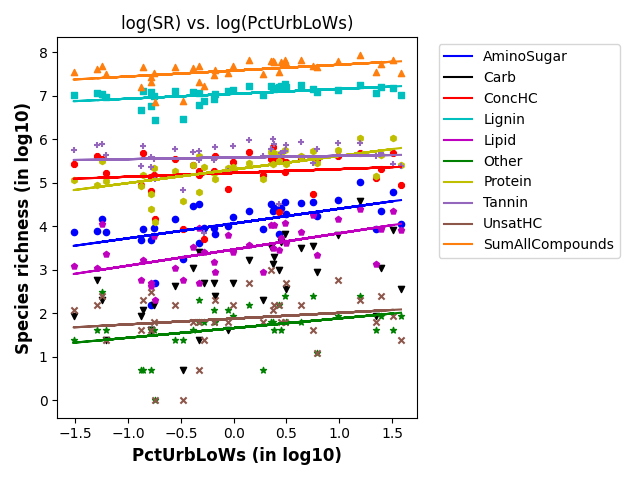 log(SR) vs. log(PctUrbLoWs)
Species richness (in log10)
8
7
6
5
4
3
2
1
0
−1.5
−1.0
−0.5
0.0
0.5
1.0
1.5
PctUrbLoWs (in log10)
AminoSugar
Carb
ConcHC
Lignin
Lipid
Other
Protein
Tannin
UnsatHC
SumAllCompounds